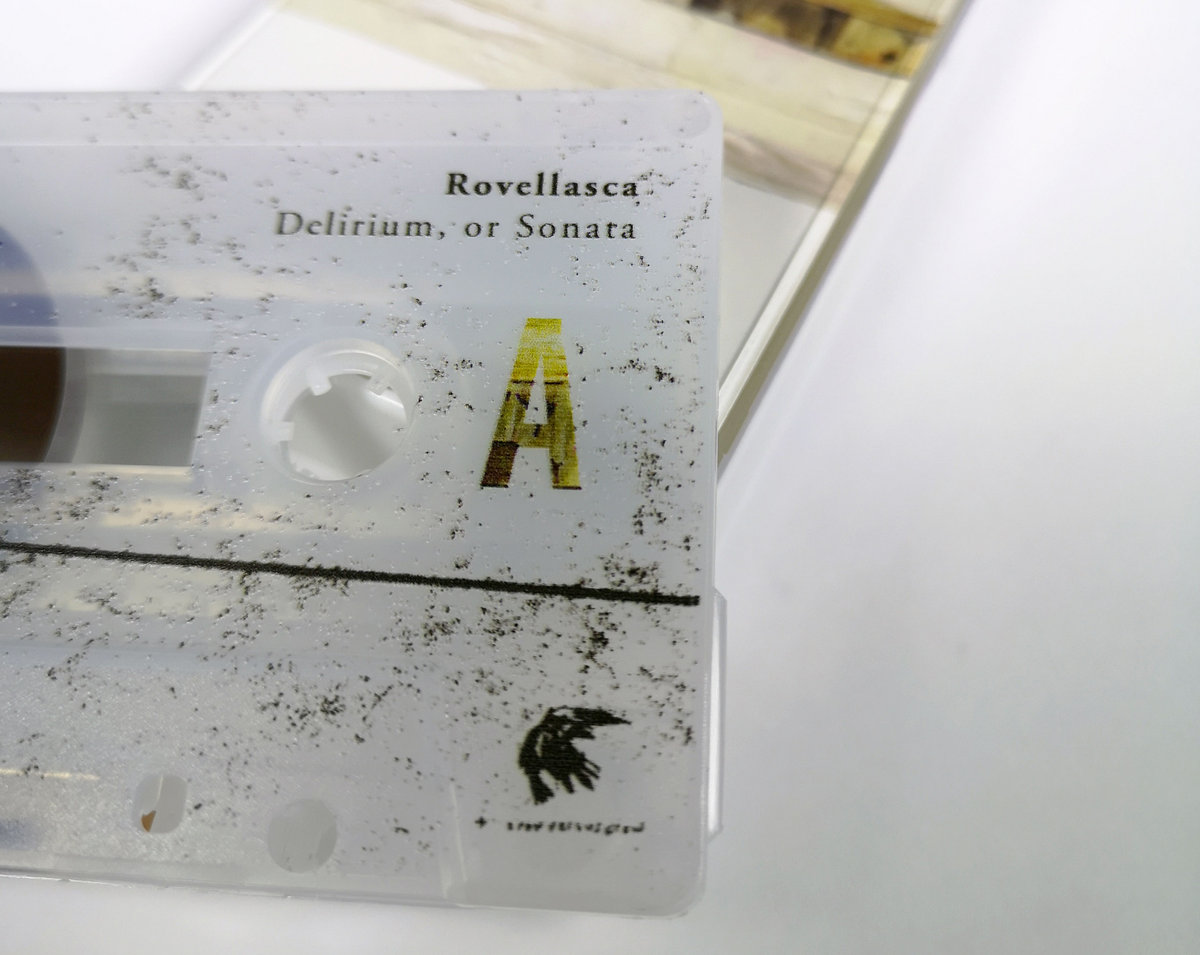 Rovellasca
Delirium, or Sonata
A